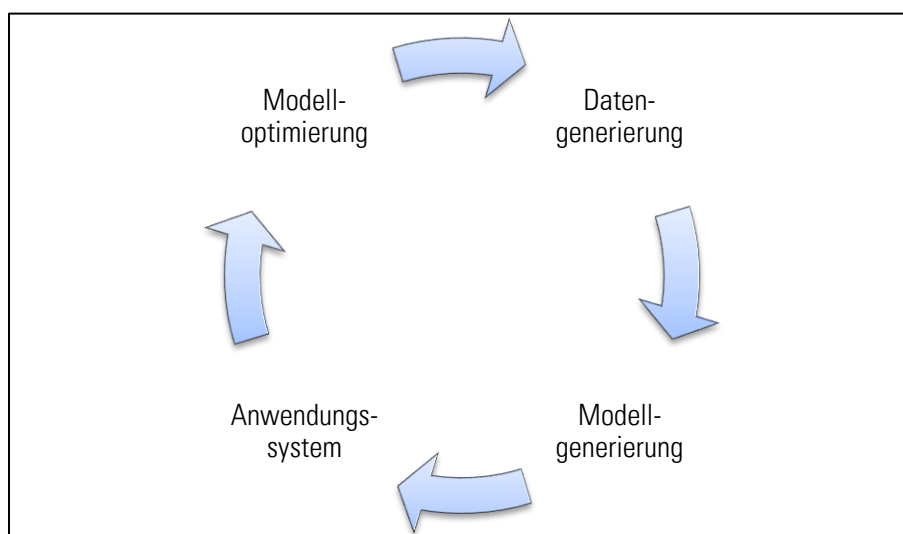 Modell-
optimierung
Daten-
generierung
Anwendungs-
system
Modell-
generierung